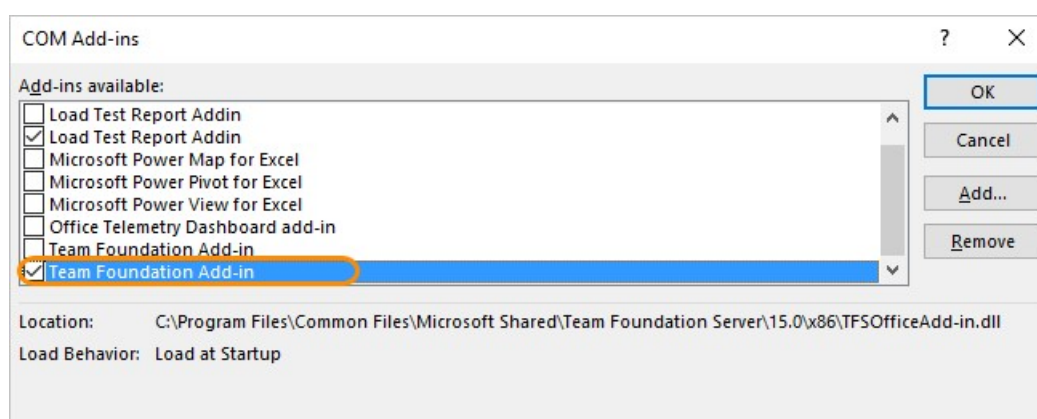 COM Add-ins
?
Add-ins available:
Load Test Report Addin
Load Test Report Addin
Microsoft Power Map for Excel
Microsoft Power Pivot for Excel
Microsoft Power View for Excel
Office Telemetry Dashboard add-in
Team Foundation Add-in
Team Foundation Add-in
OK
Cancel
Add...
Remove
Location: C:\Program Files\Common Files\Microsoft Shared\Team Foundation Server\15.0\x86\TFSOfficeAdd-in.dll
Load Behavior: Load at Startup